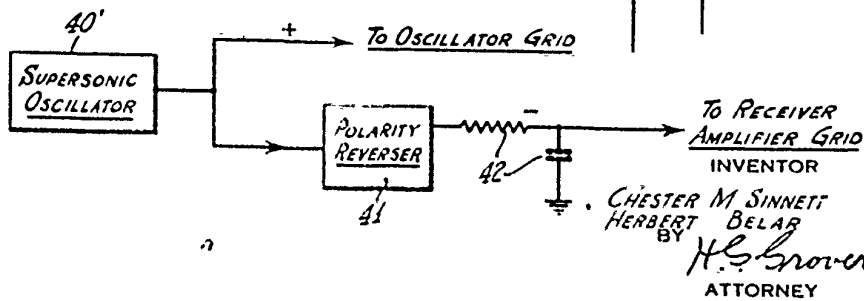 40'
SUPERSONIC
OSCILLATOR
+
TO OSCILLATOR GRID
POLARITY
REVERSER
41
42
-
TO RECEIVER
AMPLIFIER GRID
INVENTOR
CHESTER M SINNETT
HERBERT BELAR
BY
H.G. Grover
ATTORNEY